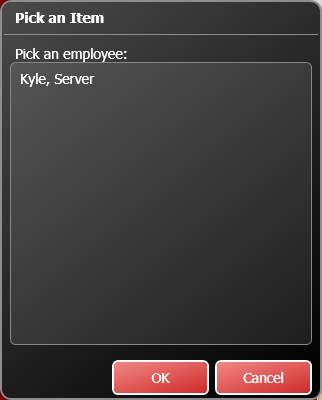 Pick an Item
Pick an employee:
Kyle, Server
OK
Cancel